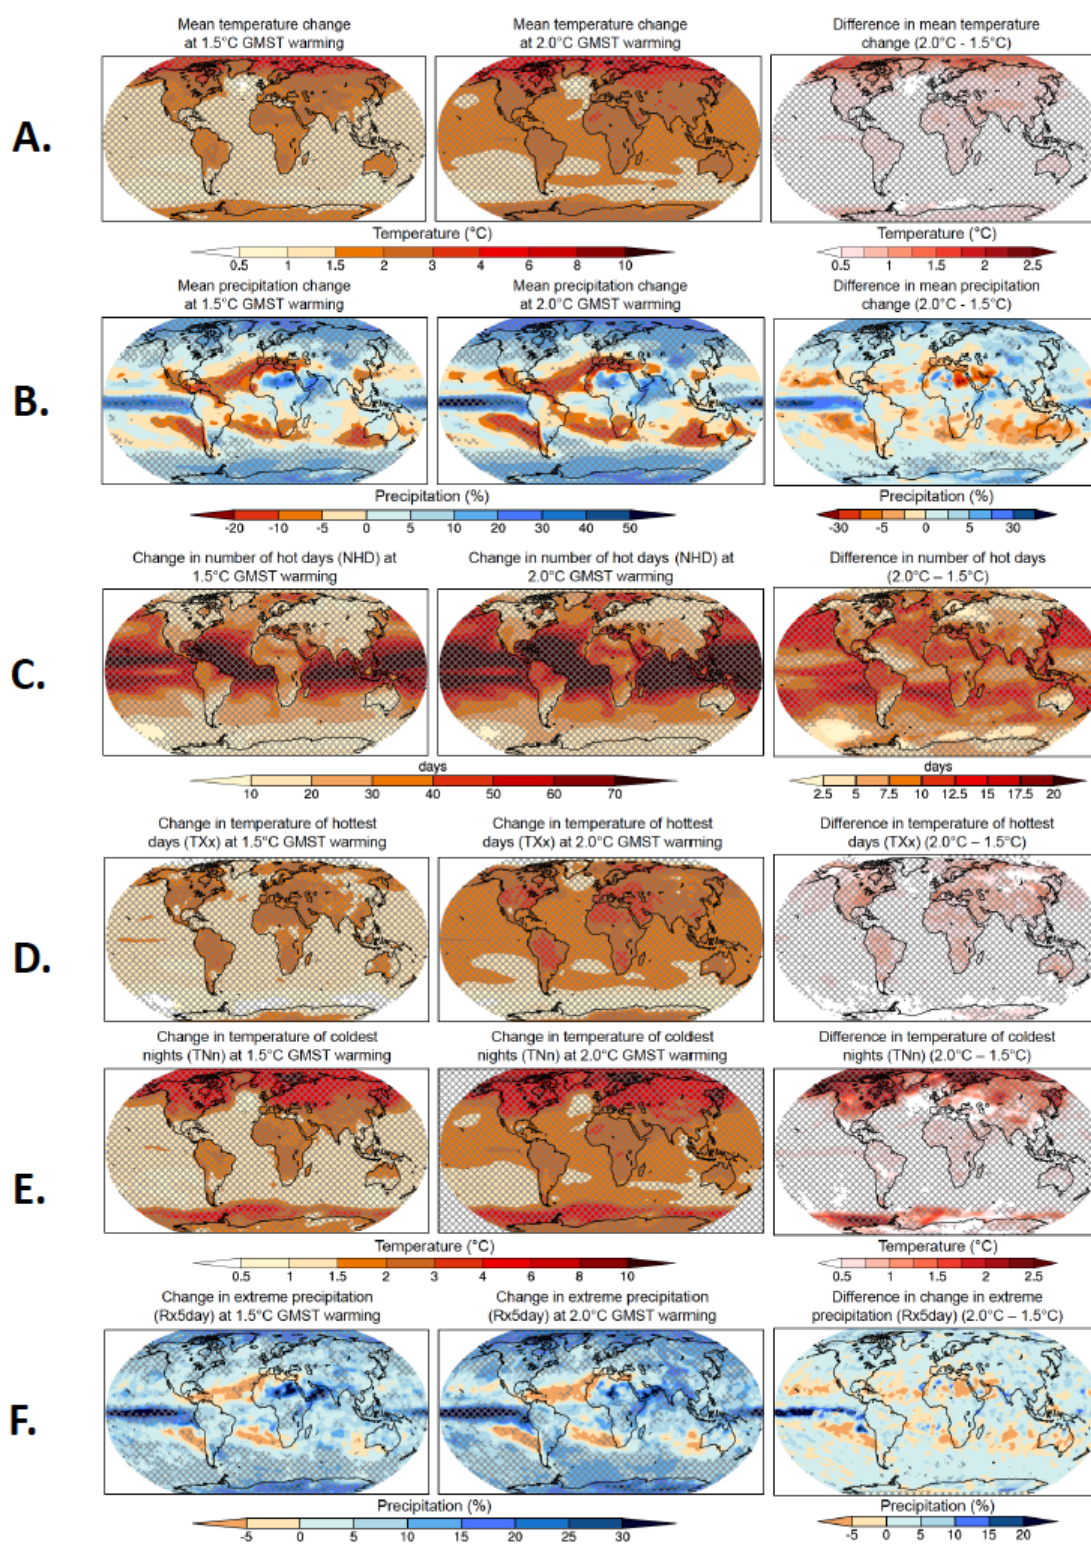 Mean temperature change
at 1.5°C GMST warming
Mean temperature change
at 2.0°C GMST warming
Difference in mean temperature
change (2.0°C - 1.5°C)
A.
Temperature (°C)
0.5 1 1.5 2 3 4 6 8 10
Temperature (°C)
0.5 1 1.5 2 2.5
Mean precipitation change
at 1.5°C GMST warming
Mean precipitation change
at 2.0°C GMST warming
Difference in mean precipitation
change (2.0°C - 1.5°C)
B.
Precipitation (%)
-20 -10 -5 0 5 10 20 30 40 50
Precipitation (%)
-30 -5 0 5 30
Change in number of hot days (NHD) at
1.5°C GMST warming
Change in number of hot days (NHD) at
2.0°C GMST warming
Difference in number of hot days
(2.0°C – 1.5°C)
C.
days
10 20 30 40 50 60 70
days
2.5 5 7.5 10 12.5 15 17.5 20
Change in temperature of hottest
days (TXx) at 1.5°C GMST warming
Change in temperature of hottest
days (TXx) at 2.0°C GMST warming
Difference in temperature of hottest
days (TXx) (2.0°C – 1.5°C)
D.
Change in temperature of coldest
nights (TNn) at 1.5°C GMST warming
Change in temperature of coldest
nights (TNn) at 2.0°C GMST warming
Difference in temperature of coldest
nights (TNn) (2.0°C – 1.5°C)
E.
Temperature (°C)
0.5 1 1.5 2 3 4 6 8 10
Temperature (°C)
0.5 1 1.5 2 2.5
Change in extreme precipitation
(Rx5day) at 1.5°C GMST warming
Change in extreme precipitation
(Rx5day) at 2.0°C GMST warming
Difference in change in extreme
precipitation (Rx5day) (2.0°C – 1.5°C)
F.
Precipitation (%)
-5 0 5 10 15 20 25 30
Precipitation (%)
-5 0 5 10 15 20